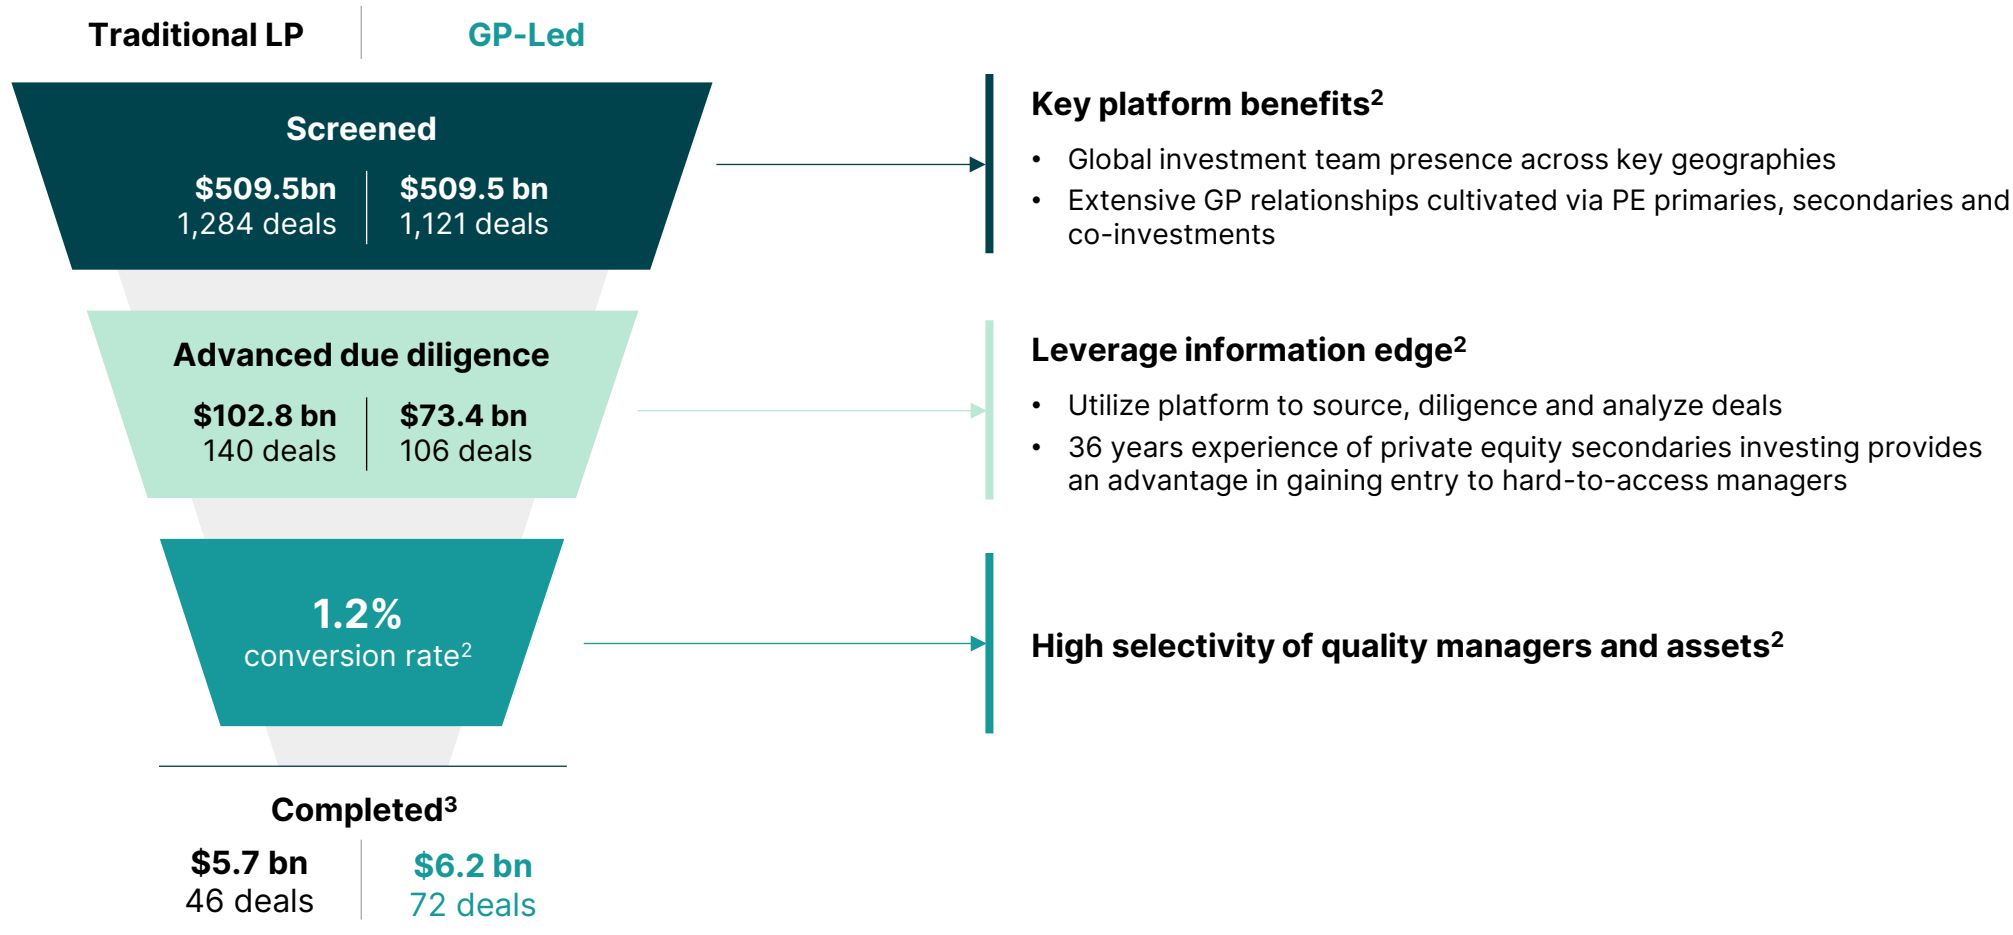 Traditional LP
GP-Led
Screened
$509.5bn
1,284 deals
$509.5 bn
1,121 deals
Key platform benefits²
• Global investment team presence across key geographies
• Extensive GP relationships cultivated via PE primaries, secondaries and
co-investments
Advanced due diligence
$102.8 bn
140 deals
$73.4 bn
106 deals
Leverage information edge²
• Utilize platform to source, diligence and analyze deals
• 36 years experience of private equity secondaries investing provides
an advantage in gaining entry to hard-to-access managers
1.2%
conversion rate²
High selectivity of quality managers and assets²
Completed³
$5.7 bn
46 deals
$6.2 bn
72 deals